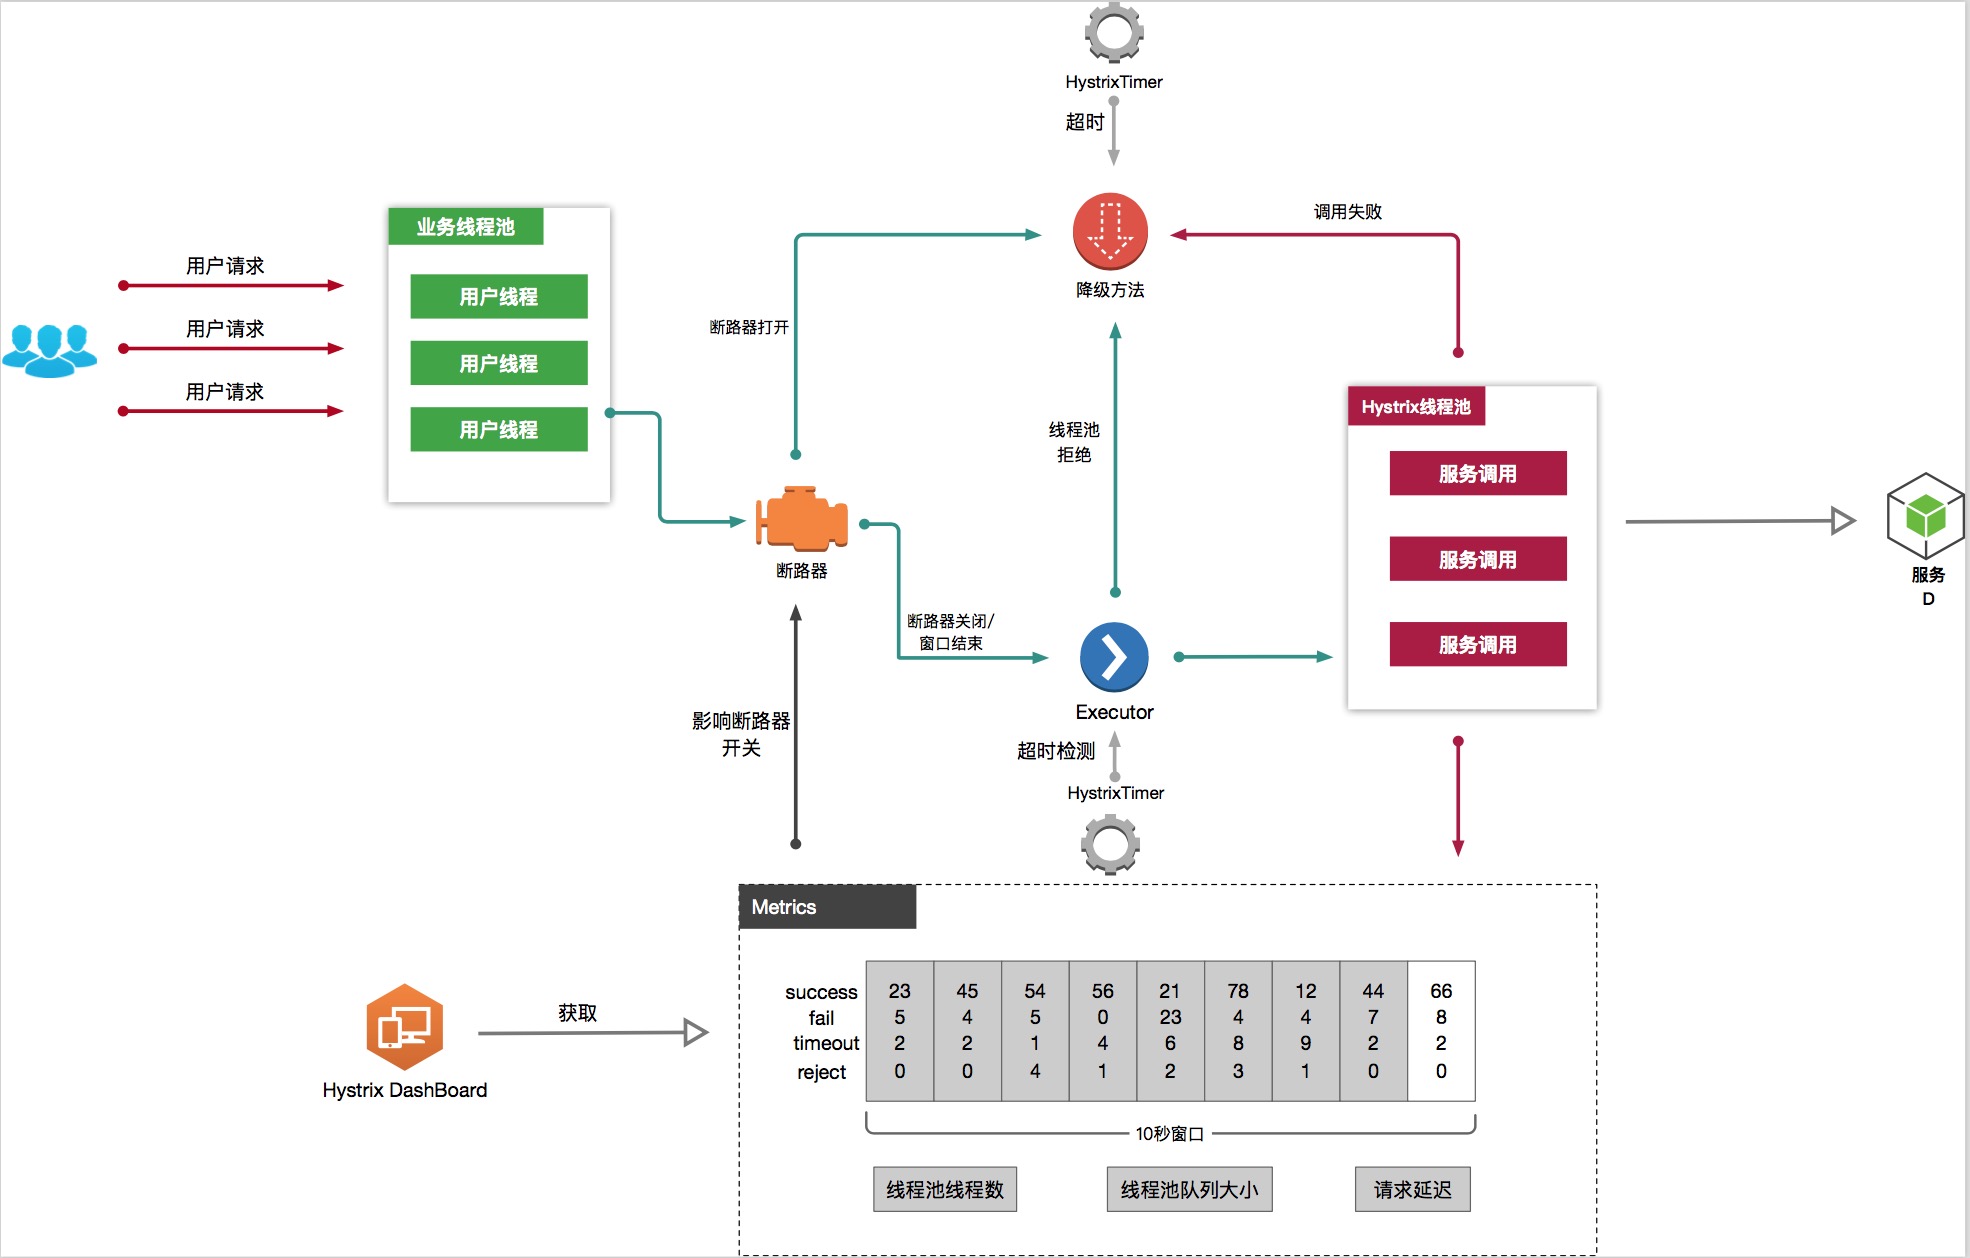 HystrixTimer
超时
降级方法
调用失败
业务线程池
用户线程
用户线程
用户线程
用户请求
用户请求
用户请求
断路器打开
断路器
断路器关闭/
窗口结束
线程池
拒绝
Executor
超时检测
HystrixTimer
Hystrix线程池
服务调用
服务调用
服务调用
服务
D
影响断路器
开关
Metrics
success 23 45 54 56 21 78 12 44 66
fail 5 4 5 0 23 4 4 7 8
timeout 2 2 1 4 6 8 9 2 2
reject 0 0 4 1 2 3 1 0 0
10秒窗口
线程池线程数 线程池队列大小 请求延迟
获取
Hystrix DashBoard